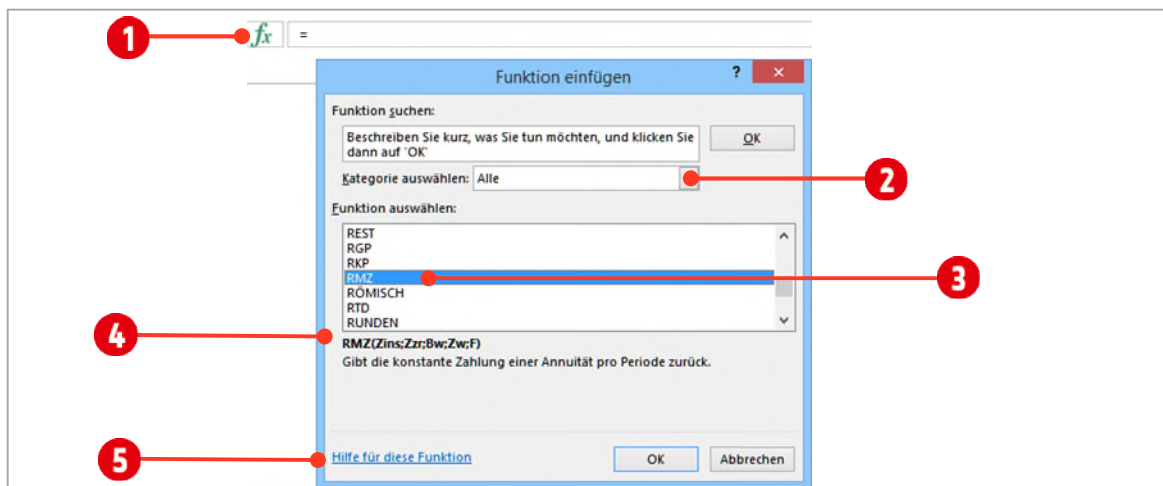 1
fx =
Funktion einfügen ? ×
Funktion suchen:
Beschreiben Sie kurz, was Sie tun möchten, und klicken Sie
dann auf 'OK'
OK
Kategorie auswählen: Alle
2
Funktion auswählen:
REST
RGP
RKP
RMZ
3
RÖMISCH
RTD
RUNDEN
4
RMZ(Zins;Zzr;Bw;Zw;F)
Gibt die konstante Zahlung einer Annuität pro Periode zurück.
5
Hilfe für diese Funktion
OK
Abbrechen